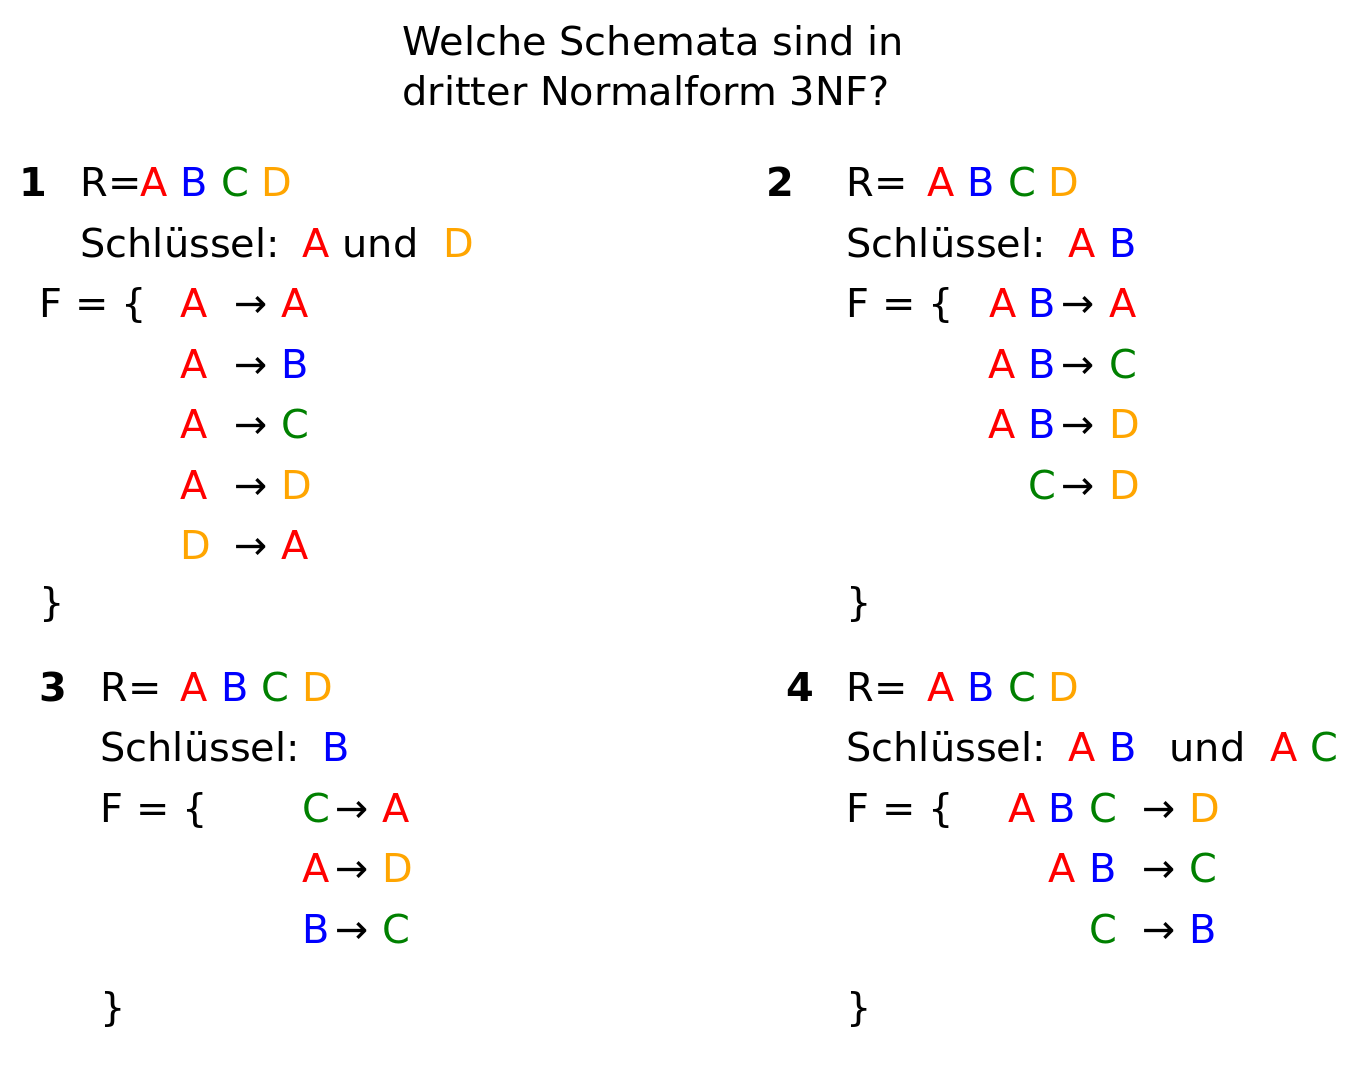 Welche Schemata sind in
dritter Normalform 3NF?
1 R=A B C D
Schlüssel: A und D
F = { A → A
A → B
A → C
A → D
D → A
}
2 R= A B C D
Schlüssel: A B
F = { A B → A
A B → C
A B → D
C → D
}
3 R= A B C D
Schlüssel: B
F = { C → A
A → D
B → C
}
4 R= A B C D
Schlüssel: A B und A C
F = { A B C → D
A B → C
C → B
}